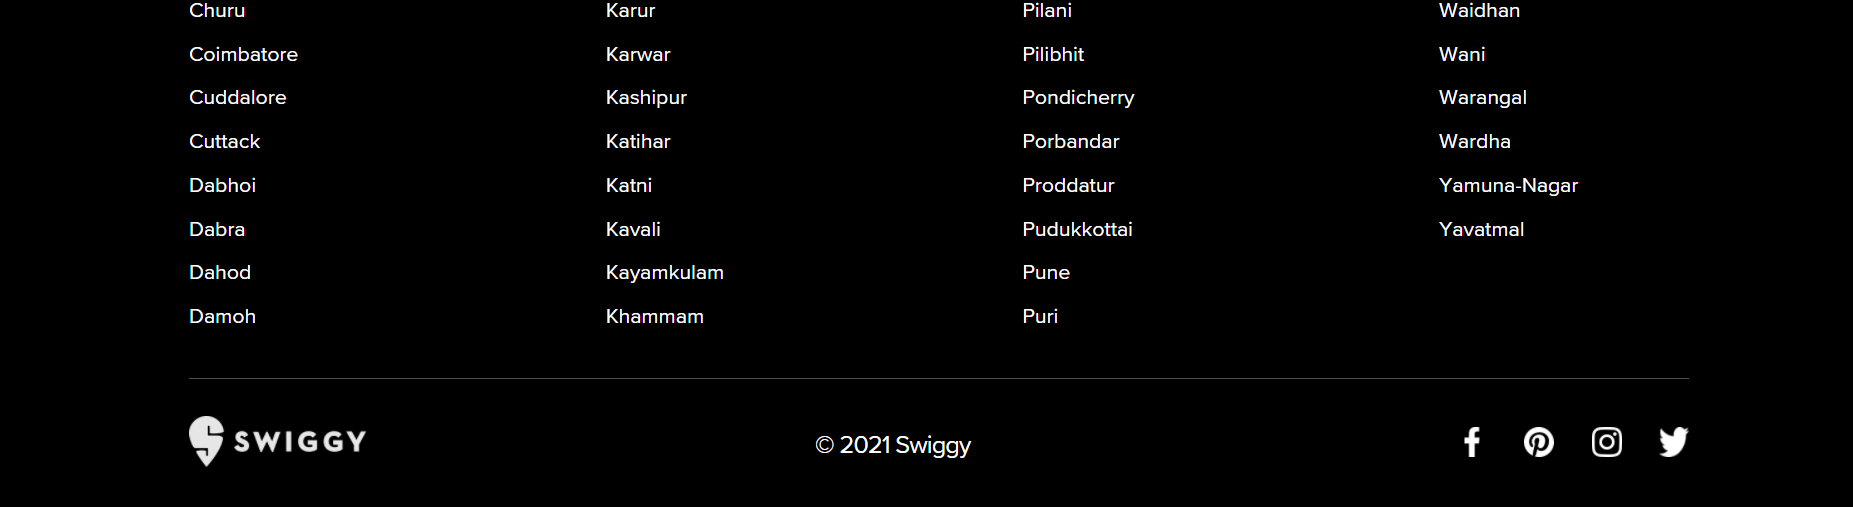 Churu Karur Pilani Waidhan
Coimbatore Karwar Pilibhit Wani
Cuddalore Kashipur Pondicherry Warangal
Cuttack Katihar Porbandar Wardha
Dabhoi Katni Proddatur Yamuna-Nagar
Dabra Kavali Pudukkottai Yavatmal
Dahod Kayamkulam Pune
Damoh Khammam Puri
SWIGGY © 2021 Swiggy